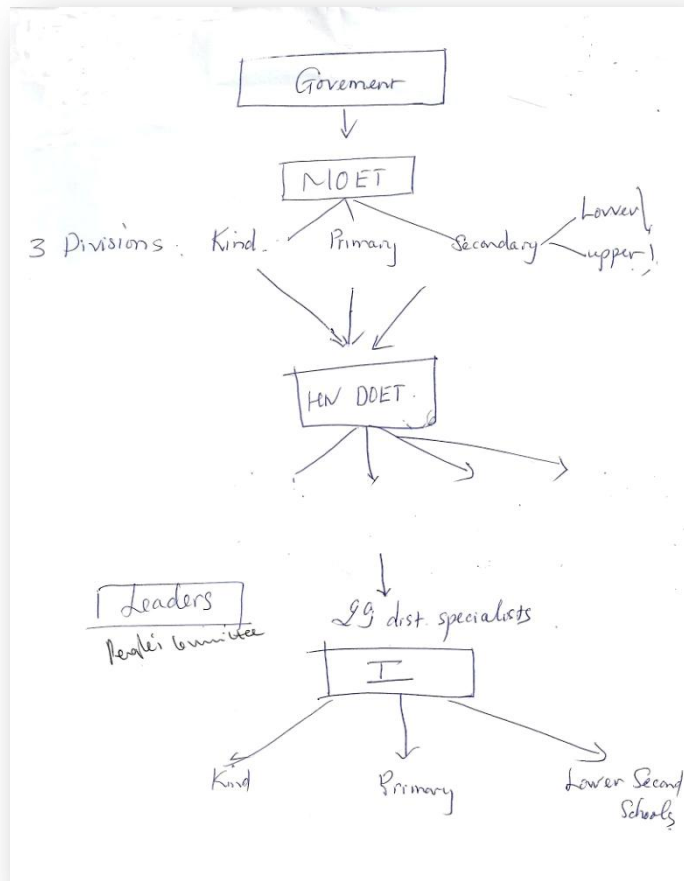 Govement
MOET
3 Divisions: Kind. Primary Secondary Lower
upper
HN DOET.
Leaders
People's Committee
29 dist. specialists
I
Kind Primary Lower Second
Schools